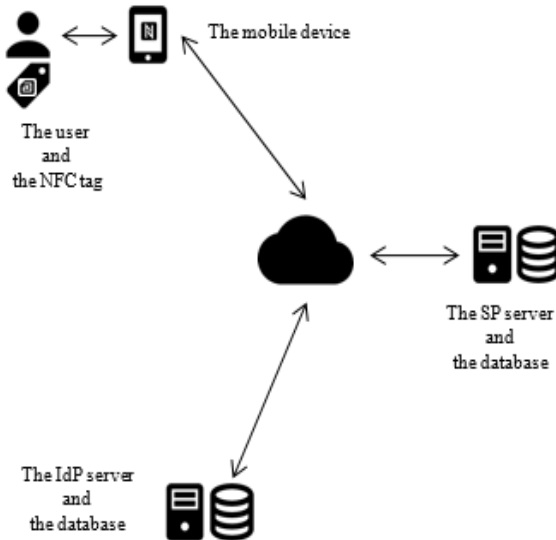 The mobile device
The user
and
the NFC tag
The SP server
and
the database
The IdP server
and
the database